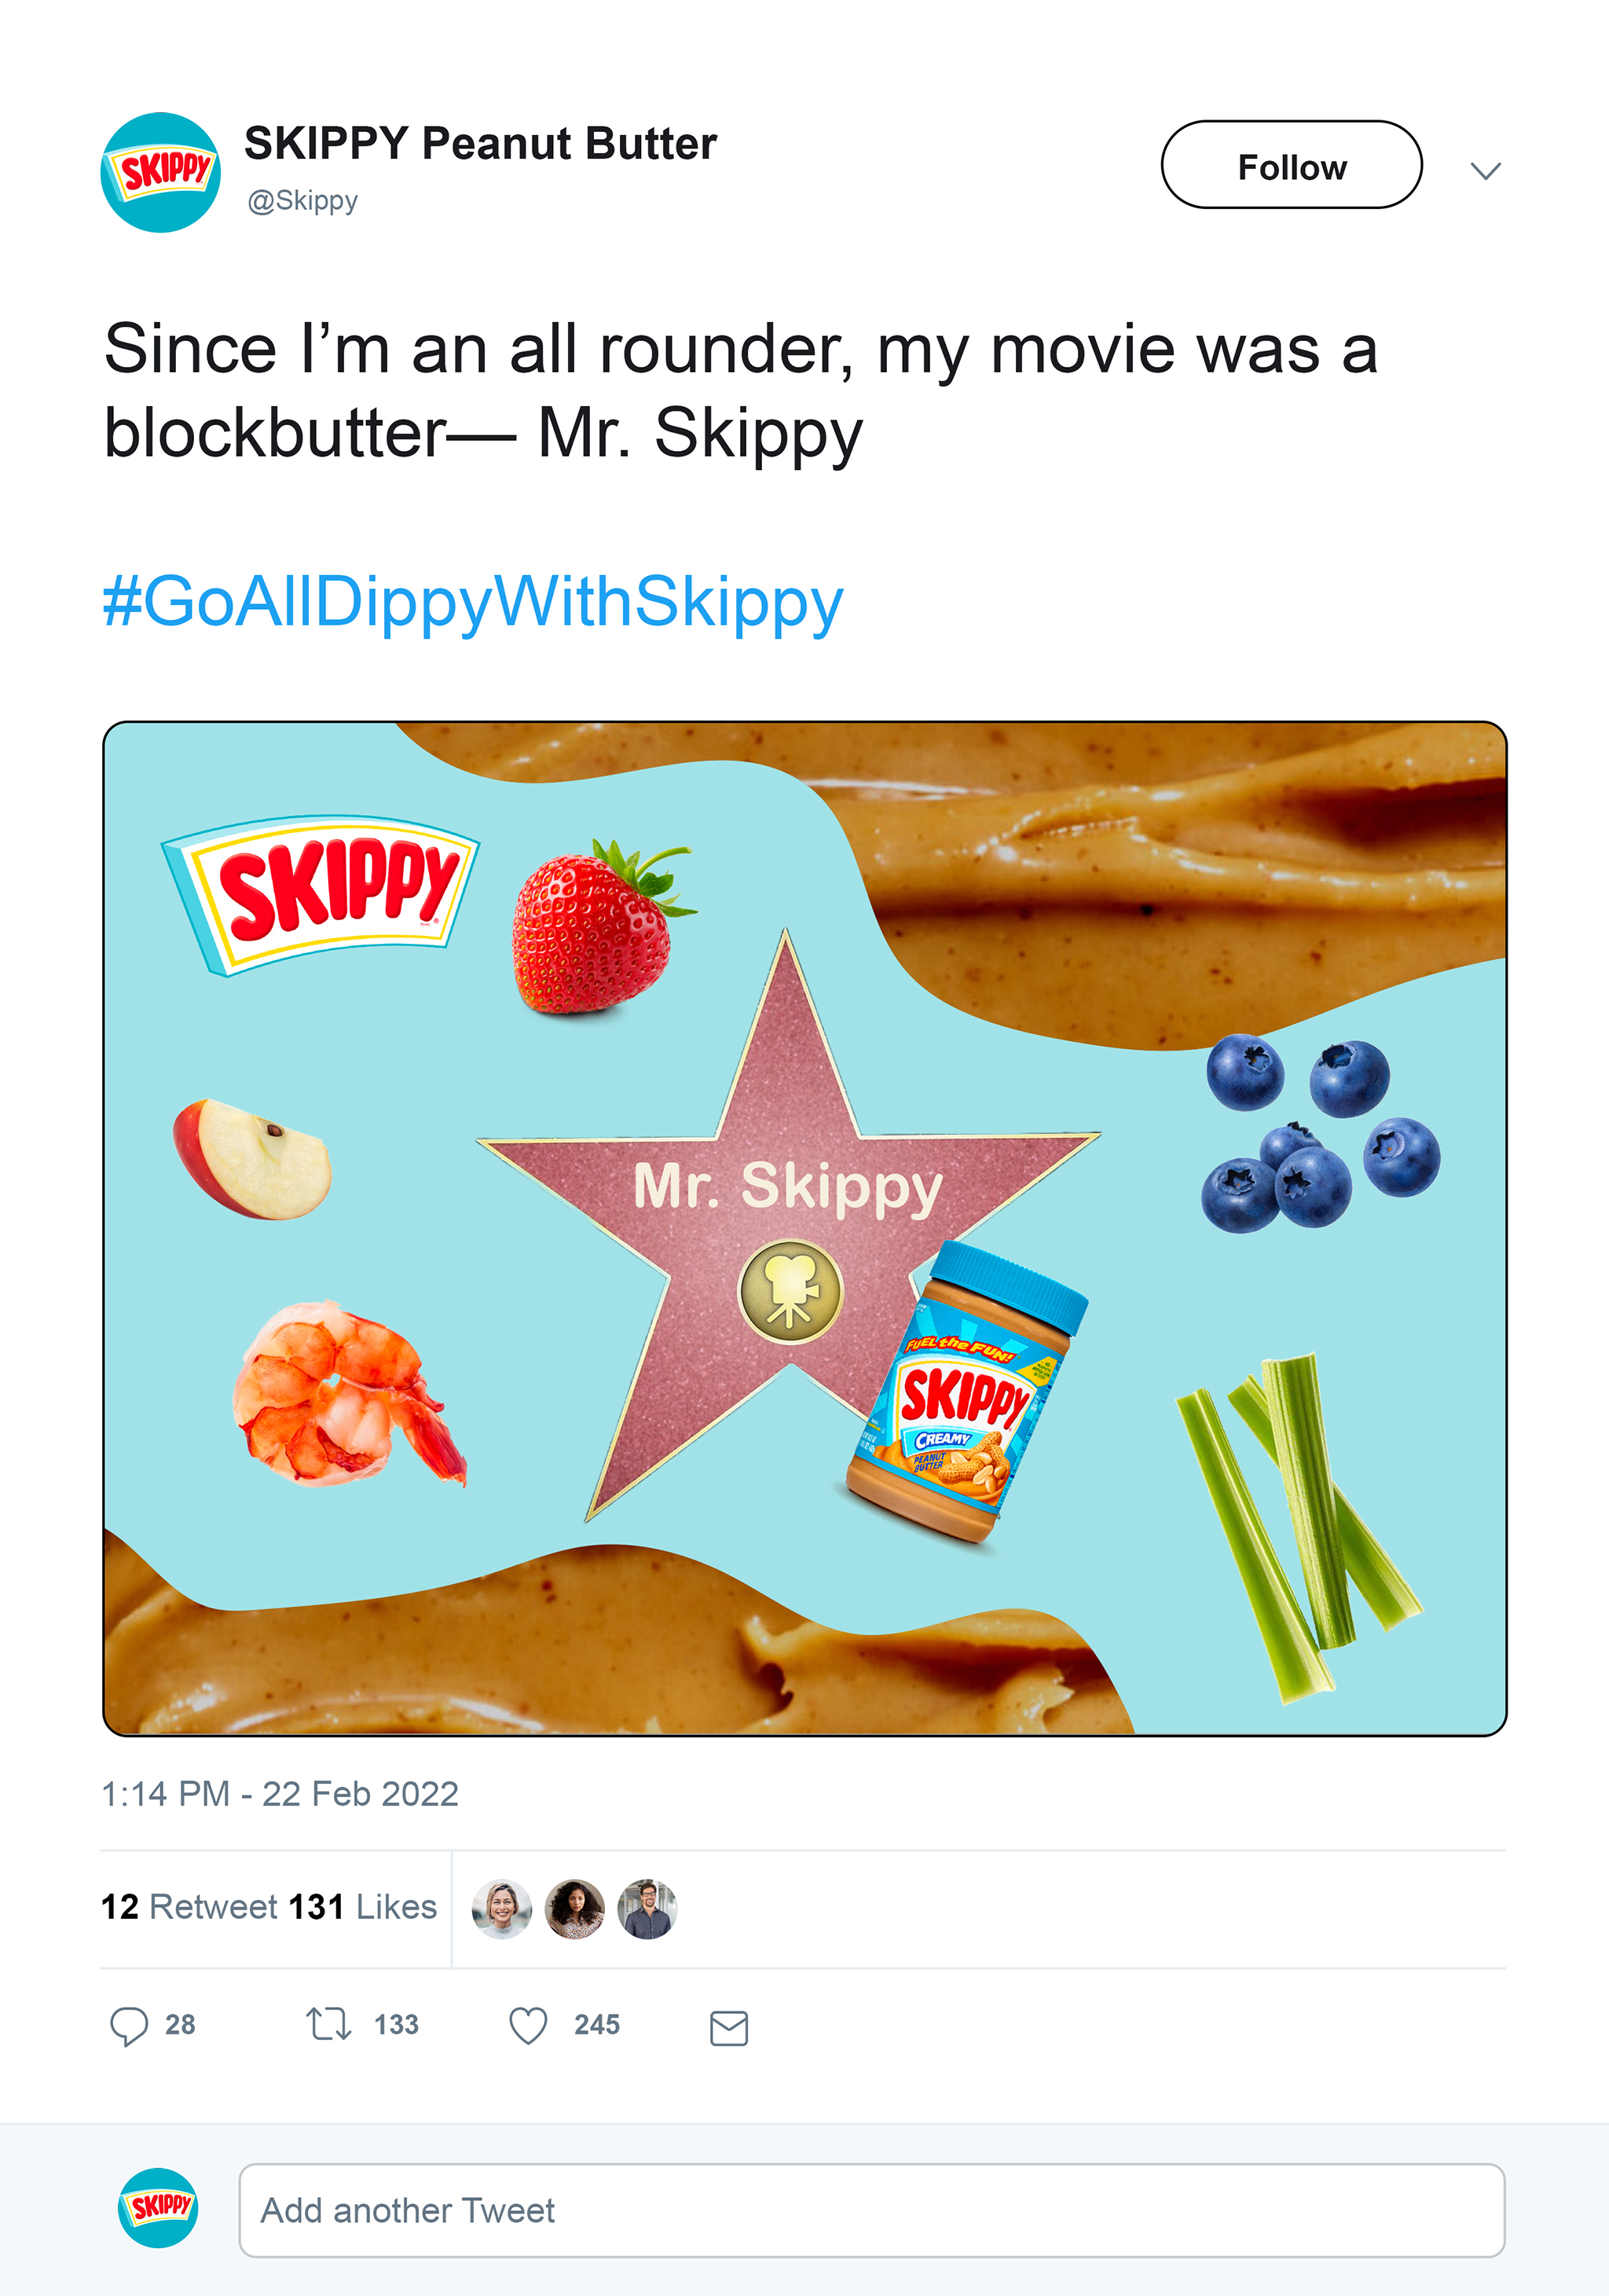 SKIPPY
SKIPPY Peanut Butter
@Skippy
Follow
Since I’m an all rounder, my movie was a
blockbutter— Mr. Skippy
#GoAllDippyWithSkippy
SKIPPY
Mr. Skippy
FUEL the FUN!
SKIPPY
CREAMY
PEANUT
BUTTER
1:14 PM - 22 Feb 2022
12 Retweet 131 Likes
28 133 245
SKIPPY
Add another Tweet